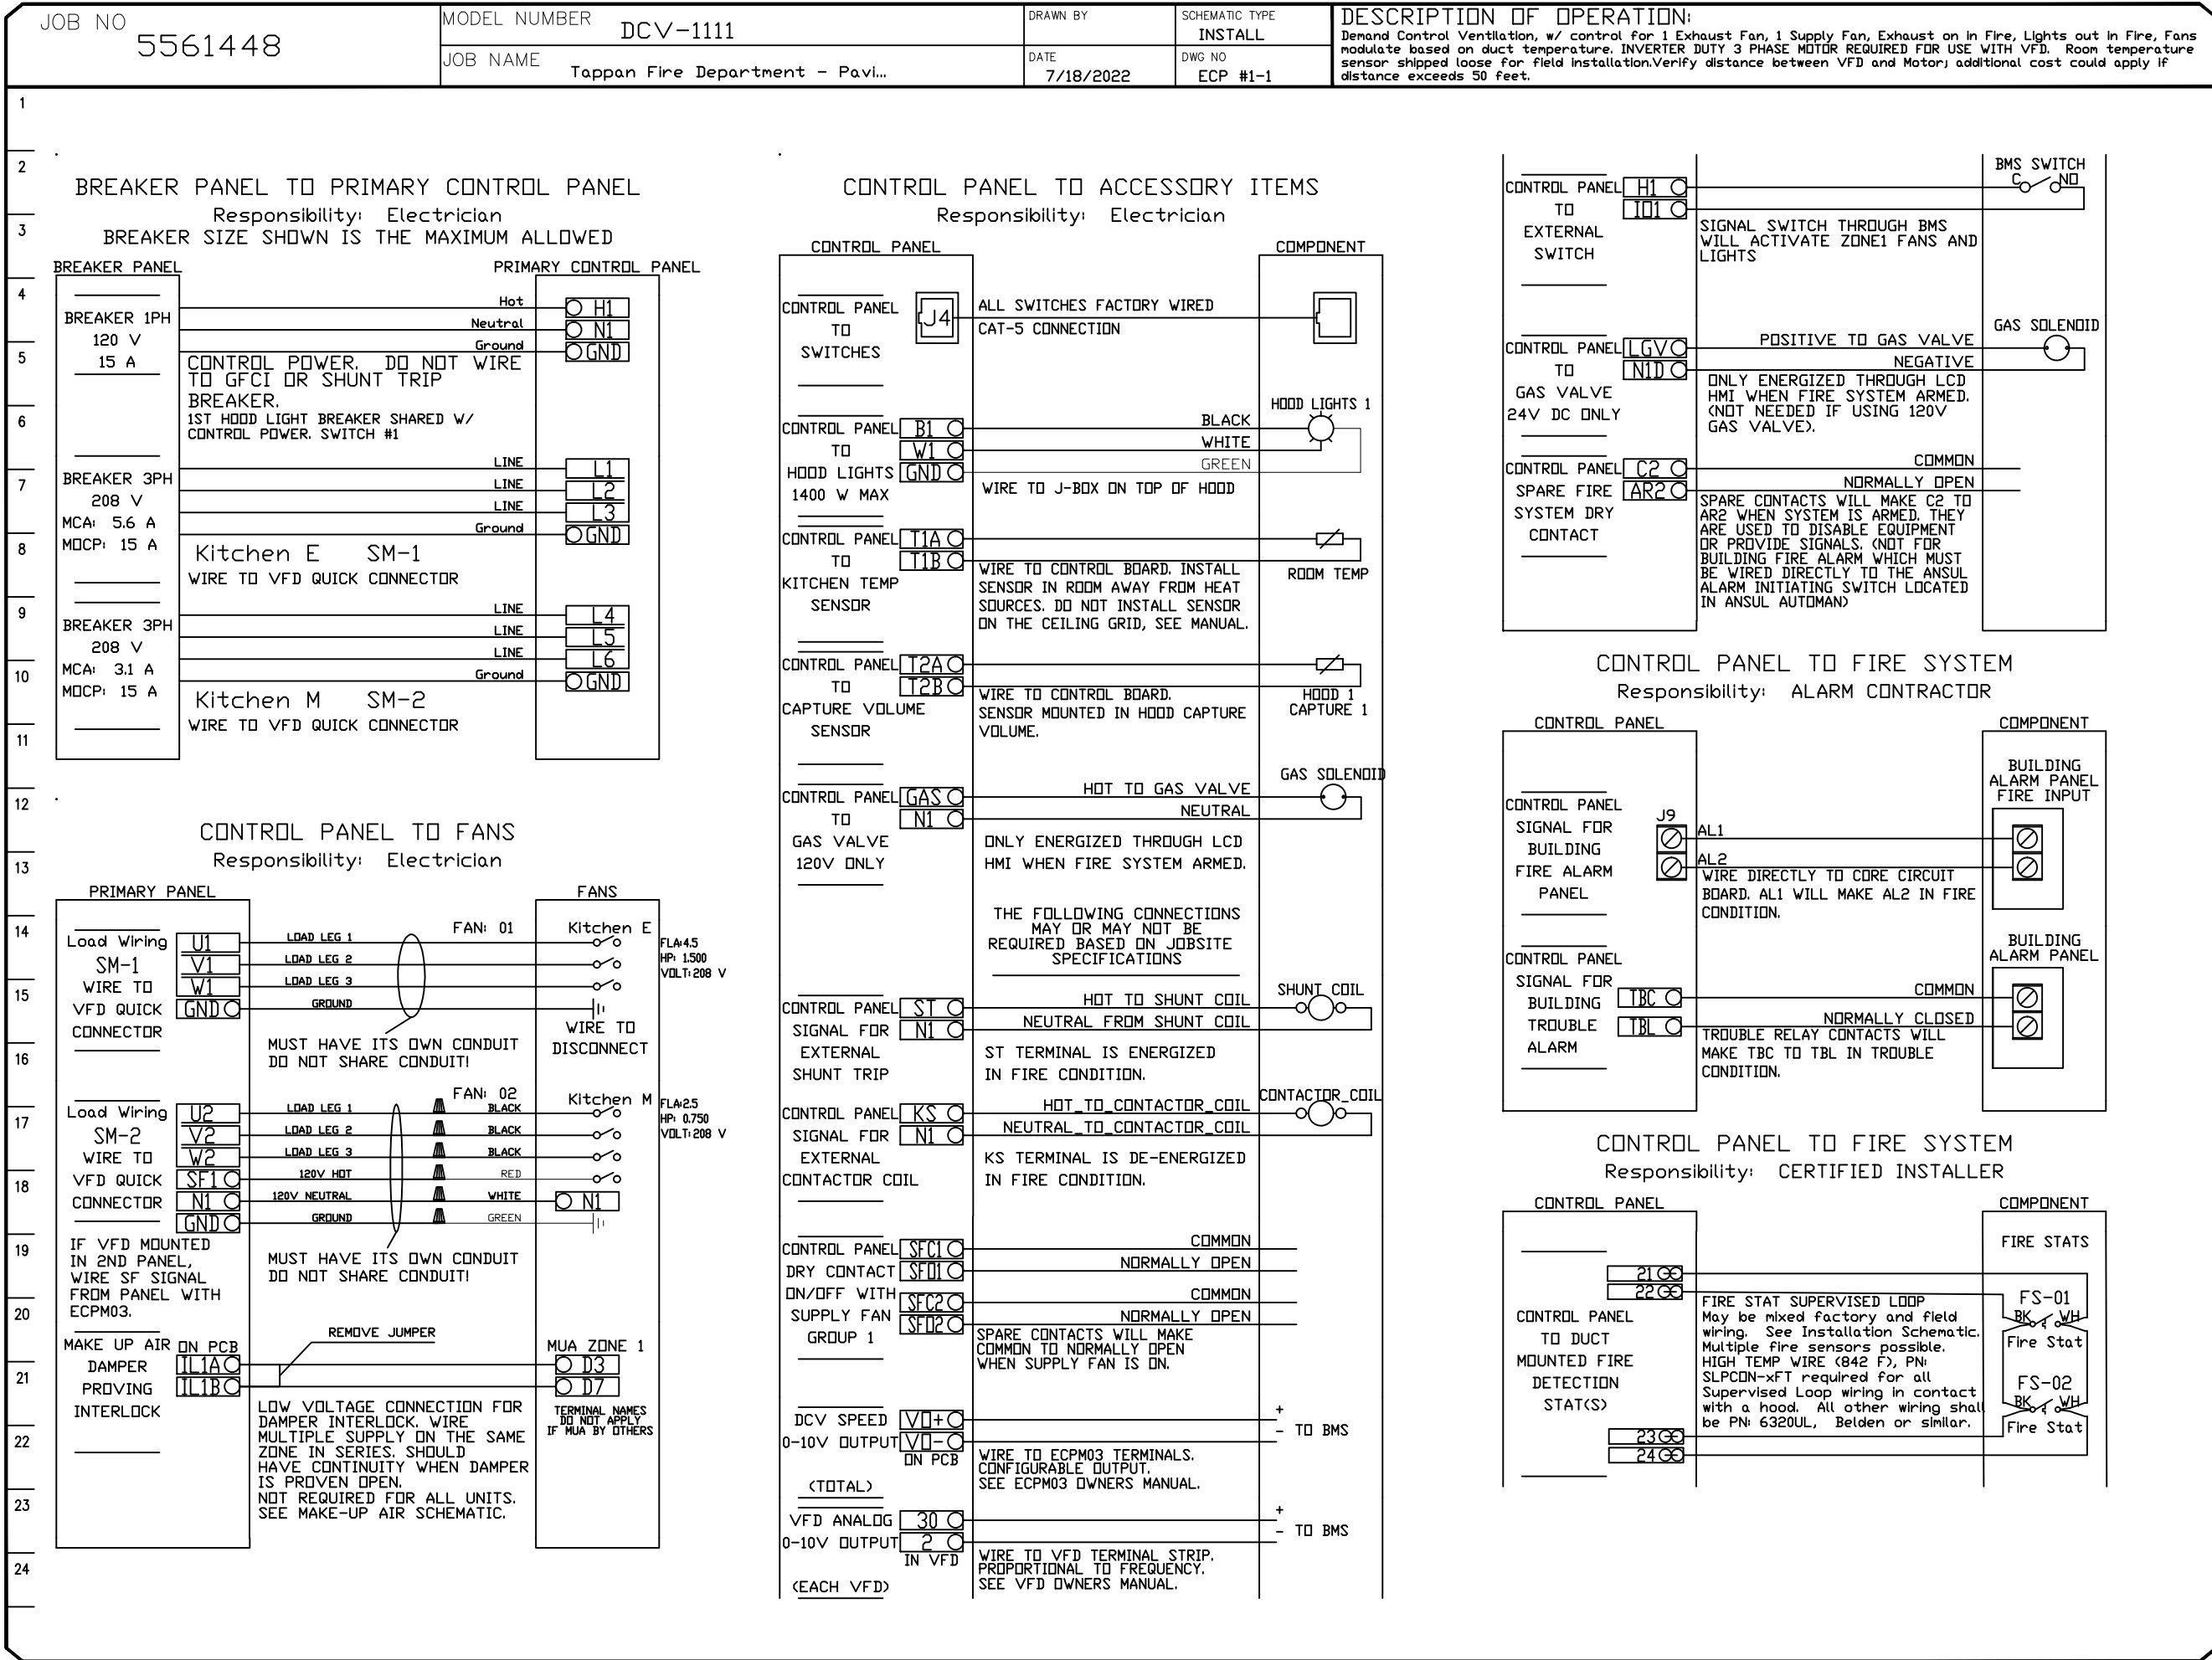 JOB NO
5561448
MODEL NUMBER
DCV-1111
JOB NAME
Tappan Fire Department - Pavi...
DRAWN BY
DATE
7/18/2022
SCHEMATIC TYPE
INSTALL
DWG NO
ECP #1-1
DESCRIPTION OF OPERATION:
Demand Control Ventilation, w/ control for 1 Exhaust Fan, 1 Supply Fan, Exhaust on in Fire, Lights out in Fire, Fans
modulate based on duct temperature. INVERTER DUTY 3 PHASE MOTOR REQUIRED FOR USE WITH VFD. Room temperature
sensor shipped loose for field installation.Verify distance between VFD and Motor; additional cost could apply if
distance exceeds 50 feet.
1
2
3
4
5
6
7
8
9
10
11
12
13
14
15
16
17
18
19
20
21
22
23
24
BREAKER PANEL TO PRIMARY CONTROL PANEL
Responsibility: Electrician
BREAKER SIZE SHOWN IS THE MAXIMUM ALLOWED
BREAKER PANEL
PRIMARY CONTROL PANEL
BREAKER 1PH
120 V
15 A
Hot
H1
Neutral
N1
Ground
GND
CONTROL POWER. DO NOT WIRE
TO GFCI OR SHUNT TRIP
BREAKER.
1ST HOOD LIGHT BREAKER SHARED W/
CONTROL POWER. SWITCH #1
BREAKER 3PH
208 V
MCA: 5.6 A
MOCP: 15 A
LINE
L1
LINE
L2
LINE
L3
Ground
GND
Kitchen E SM-1
WIRE TO VFD QUICK CONNECTOR
BREAKER 3PH
208 V
MCA: 3.1 A
MOCP: 15 A
LINE
L4
LINE
L5
LINE
L6
Ground
GND
Kitchen M SM-2
WIRE TO VFD QUICK CONNECTOR
CONTROL PANEL TO FANS
Responsibility: Electrician
PRIMARY PANEL
FANS
Load Wiring
SM-1
WIRE TO
VFD QUICK
CONNECTOR
U1
V1
W1
GND
LOAD LEG 1
LOAD LEG 2
LOAD LEG 3
GROUND
FAN: 01
Kitchen E
FLA:4.5
HP: 1.500
VOLT:208 V
WIRE TO
DISCONNECT
MUST HAVE ITS OWN CONDUIT
DO NOT SHARE CONDUIT!
Load Wiring
SM-2
WIRE TO
VFD QUICK
CONNECTOR
U2
V2
W2
SF1
N1
GND
LOAD LEG 1
LOAD LEG 2
LOAD LEG 3
120V HOT
120V NEUTRAL
GROUND
FAN: 02
BLACK
BLACK
BLACK
RED
WHITE
GREEN
Kitchen M
N1
FLA:2.5
HP: 0.750
VOLT:208 V
IF VFD MOUNTED
IN 2ND PANEL,
WIRE SF SIGNAL
FROM PANEL WITH
ECPM03.
MUST HAVE ITS OWN CONDUIT
DO NOT SHARE CONDUIT!
REMOVE JUMPER
MAKE UP AIR
DAMPER
PROVING
INTERLOCK
ON PCB
IL1A
IL1B
MUA ZONE 1
D3
D7
TERMINAL NAMES
DO NOT APPLY
IF MUA BY OTHERS
LOW VOLTAGE CONNECTION FOR
DAMPER INTERLOCK. WIRE
MULTIPLE SUPPLY ON THE SAME
ZONE IN SERIES. SHOULD
HAVE CONTINUITY WHEN DAMPER
IS PROVEN OPEN.
NOT REQUIRED FOR ALL UNITS.
SEE MAKE-UP AIR SCHEMATIC.
CONTROL PANEL TO ACCESSORY ITEMS
Responsibility: Electrician
CONTROL PANEL
COMPONENT
CONTROL PANEL
TO
SWITCHES
J4
ALL SWITCHES FACTORY WIRED
CAT-5 CONNECTION
CONTROL PANEL
TO
HOOD LIGHTS
1400 W MAX
B1
W1
GND
BLACK
WHITE
GREEN
HOOD LIGHTS 1
WIRE TO J-BOX ON TOP OF HOOD
CONTROL PANEL
TO
KITCHEN TEMP
SENSOR
T1A
T1B
ROOM TEMP
WIRE TO CONTROL BOARD. INSTALL
SENSOR IN ROOM AWAY FROM HEAT
SOURCES. DO NOT INSTALL SENSOR
ON THE CEILING GRID, SEE MANUAL.
CONTROL PANEL
TO
CAPTURE VOLUME
SENSOR
T2A
T2B
HOOD 1
CAPTURE 1
WIRE TO CONTROL BOARD.
SENSOR MOUNTED IN HOOD CAPTURE
VOLUME.
CONTROL PANEL
TO
GAS VALVE
120V ONLY
GAS
N1
HOT TO GAS VALVE
NEUTRAL
GAS SOLENOID
ONLY ENERGIZED THROUGH LCD
HMI WHEN FIRE SYSTEM ARMED.
THE FOLLOWING CONNECTIONS
MAY OR MAY NOT BE
REQUIRED BASED ON JOBSITE
SPECIFICATIONS
CONTROL PANEL
SIGNAL FOR
EXTERNAL
SHUNT TRIP
ST
N1
HOT TO SHUNT COIL
NEUTRAL FROM SHUNT COIL
SHUNT COIL
ST TERMINAL IS ENERGIZED
IN FIRE CONDITION.
CONTROL PANEL
SIGNAL FOR
EXTERNAL
CONTACTOR COIL
KS
N1
HOT_TO_CONTACTOR_COIL
NEUTRAL_TO_CONTACTOR_COIL
CONTACTOR_COIL
KS TERMINAL IS DE-ENERGIZED
IN FIRE CONDITION.
CONTROL PANEL
DRY CONTACT
ON/OFF WITH
SUPPLY FAN
GROUP 1
SFC1
SFO1
SFC2
SFO2
COMMON
NORMALLY OPEN
COMMON
NORMALLY OPEN
SPARE CONTACTS WILL MAKE
COMMON TO NORMALLY OPEN
WHEN SUPPLY FAN IS ON.
DCV SPEED
0-10V OUTPUT
(TOTAL)
VO+
VO-
ON PCB
+
- TO BMS
WIRE TO ECPM03 TERMINALS.
CONFIGURABLE OUTPUT.
SEE ECPM03 OWNERS MANUAL.
VFD ANALOG
0-10V OUTPUT
(EACH VFD)
30
2
IN VFD
+
- TO BMS
WIRE TO VFD TERMINAL STRIP.
PROPORTIONAL TO FREQUENCY.
SEE VFD OWNERS MANUAL.
CONTROL PANEL
TO
EXTERNAL
SWITCH
H1
IO1
BMS SWITCH
C NO
SIGNAL SWITCH THROUGH BMS
WILL ACTIVATE ZONE1 FANS AND
LIGHTS
CONTROL PANEL
TO
GAS VALVE
24V DC ONLY
LGV
N1D
POSITIVE TO GAS VALVE
NEGATIVE
GAS SOLENOID
ONLY ENERGIZED THROUGH LCD
HMI WHEN FIRE SYSTEM ARMED.
(NOT NEEDED IF USING 120V
GAS VALVE).
CONTROL PANEL
SPARE FIRE
SYSTEM DRY
CONTACT
C2
AR2
COMMON
NORMALLY OPEN
SPARE CONTACTS WILL MAKE C2 TO
AR2 WHEN SYSTEM IS ARMED. THEY
ARE USED TO DISABLE EQUIPMENT
OR PROVIDE SIGNALS. (NOT FOR
BUILDING FIRE ALARM WHICH MUST
BE WIRED DIRECTLY TO THE ANSUL
ALARM INITIATING SWITCH LOCATED
IN ANSUL AUTOMAN)
CONTROL PANEL TO FIRE SYSTEM
Responsibility: ALARM CONTRACTOR
CONTROL PANEL
COMPONENT
CONTROL PANEL
SIGNAL FOR
BUILDING
FIRE ALARM
PANEL
J9
AL1
AL2
BUILDING
ALARM PANEL
FIRE INPUT
WIRE DIRECTLY TO CORE CIRCUIT
BOARD. AL1 WILL MAKE AL2 IN FIRE
CONDITION.
CONTROL PANEL
SIGNAL FOR
BUILDING
TROUBLE
ALARM
TBC
TBL
COMMON
NORMALLY CLOSED
BUILDING
ALARM PANEL
TROUBLE RELAY CONTACTS WILL
MAKE TBC TO TBL IN TROUBLE
CONDITION.
CONTROL PANEL TO FIRE SYSTEM
Responsibility: CERTIFIED INSTALLER
CONTROL PANEL
COMPONENT
FIRE STATS
21
22
CONTROL PANEL
TO DUCT
MOUNTED FIRE
DETECTION
STAT(S)
23
24
FIRE STAT SUPERVISED LOOP
May be mixed factory and field
wiring. See Installation Schematic.
Multiple fire sensors possible.
HIGH TEMP WIRE (842 F), PN:
SLPCON-xFT required for all
Supervised Loop wiring in contact
with a hood. All other wiring shall
be PN: 6320UL, Belden or similar.
FS-01
BK WH
Fire Stat
FS-02
BK WH
Fire Stat